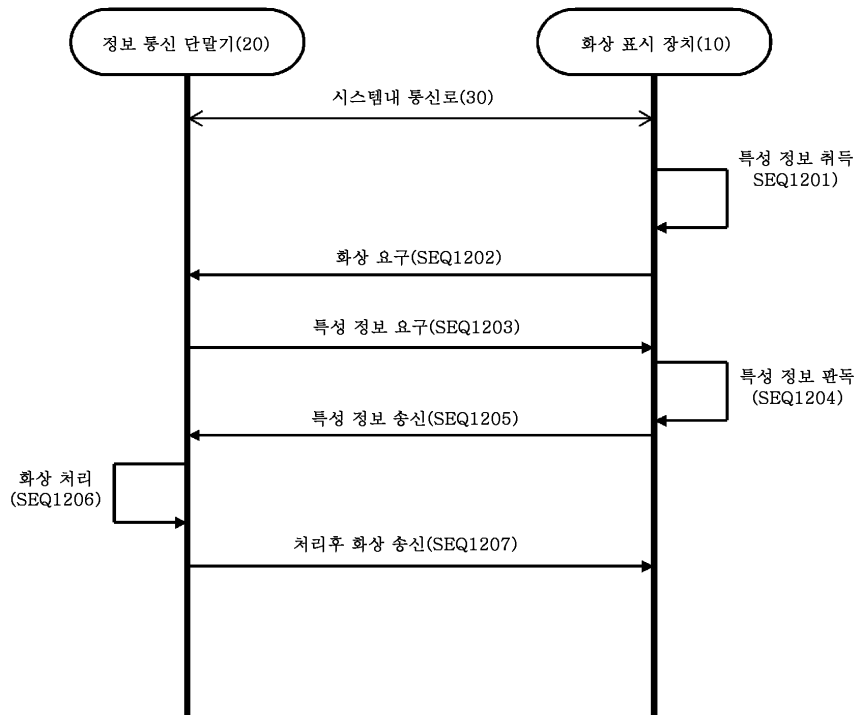 정보 통신 단말기(20)
화상 표시 장치(10)
시스템내 통신로(30)
특성 정보 취득
SEQ1201)
화상 요구(SEQ1202)
특성 정보 요구(SEQ1203)
특성 정보 판독
(SEQ1204)
특성 정보 송신(SEQ1205)
화상 처리
(SEQ1206)
처리후 화상 송신(SEQ1207)